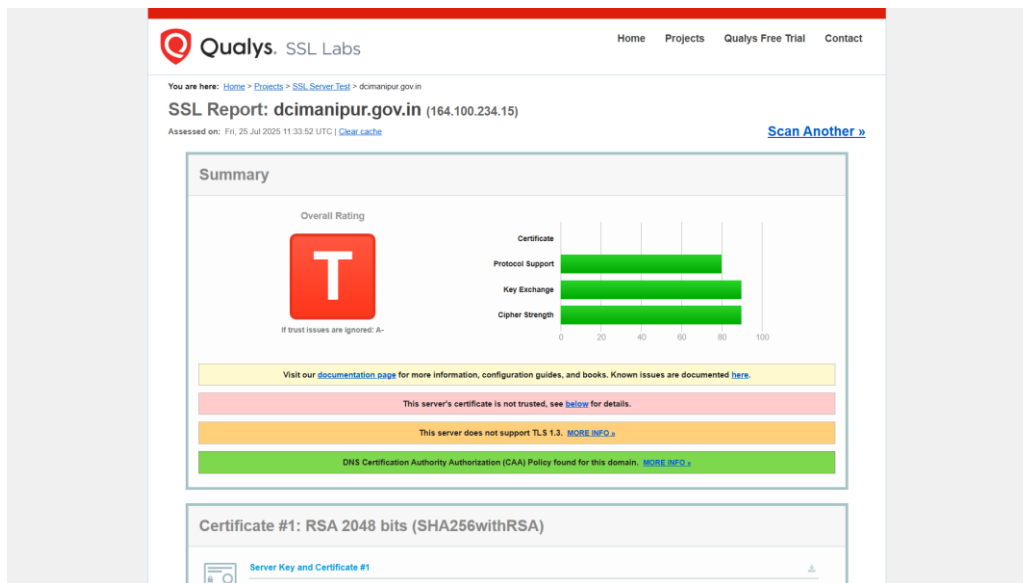 Qualys. SSL Labs
Home Projects Qualys Free Trial Contact
You are here: Home > Projects > SSL Server Test > dcimanipur.gov.in
SSL Report: dcimanipur.gov.in (164.100.234.15)
Assessed on: Fri, 25 Jul 2025 11:33:52 UTC | Clear cache
Scan Another »
Summary
Overall Rating
T
If trust issues are ignored: A-
Certificate
Protocol Support
Key Exchange
Cipher Strength
0 20 40 60 80 100
Visit our documentation page for more information, configuration guides, and books. Known issues are documented here.
This server's certificate is not trusted, see below for details.
This server does not support TLS 1.3. MORE INFO »
DNS Certification Authority Authorization (CAA) Policy found for this domain. MORE INFO »
Certificate #1: RSA 2048 bits (SHA256withRSA)
Server Key and Certificate #1